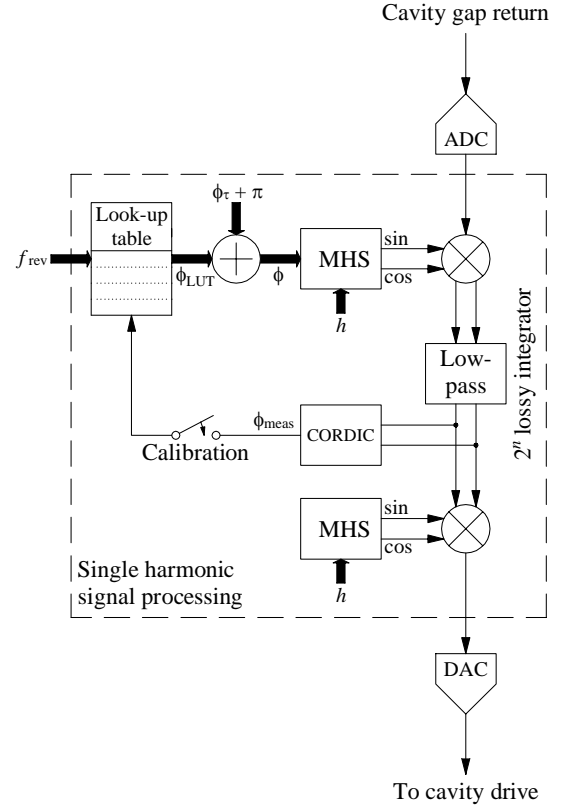 Cavity gap return
ADC
ϕτ + π
Look-up
table
sin
frev
ϕLUT
ϕ
MHS
cos
h
Low-
pass
2ⁿ lossy integrator
ϕmeas
CORDIC
Calibration
sin
MHS
cos
Single harmonic
signal processing
h
DAC
To cavity drive